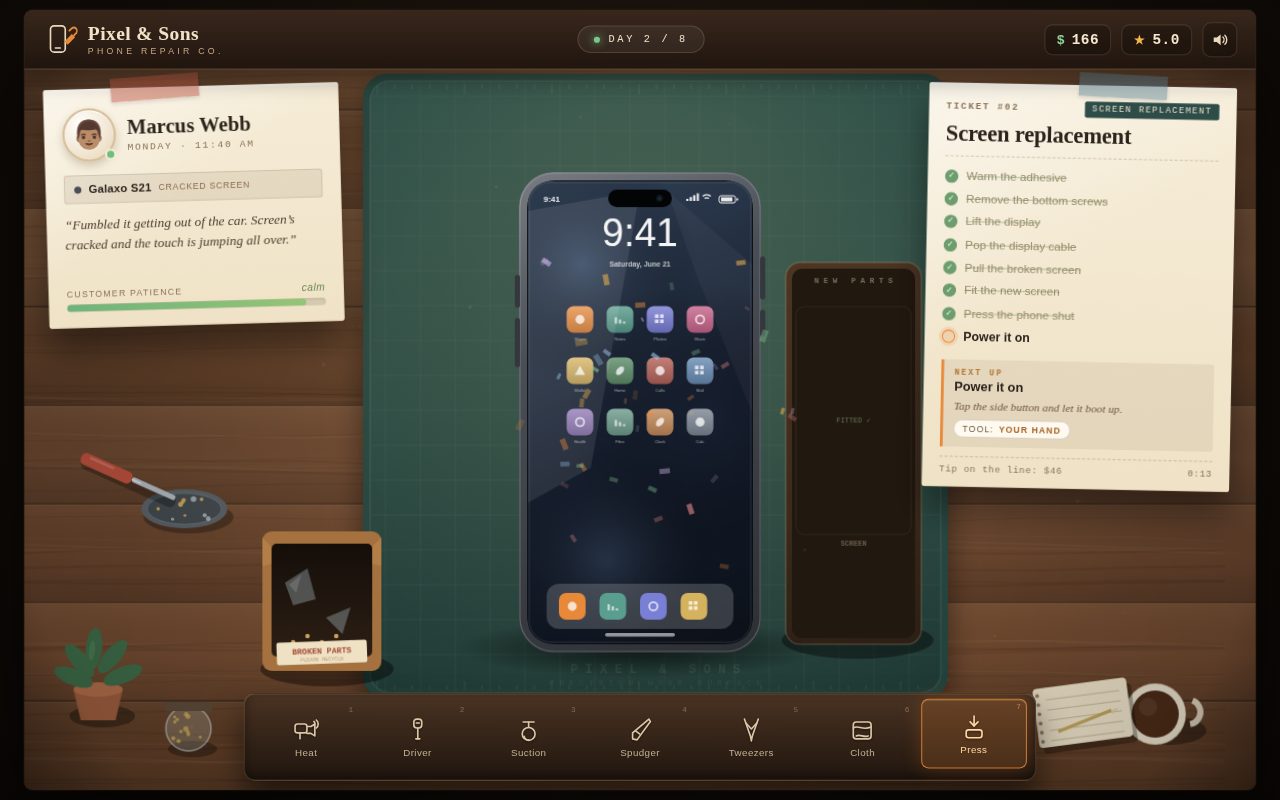 Pixel & Sons
PHONE REPAIR CO.
DAY 2 / 8
$ 166
★ 5.0
Marcus Webb
MONDAY · 11:40 AM
Galaxo S21 CRACKED SCREEN
“Fumbled it getting out of the car. Screen’s
cracked and the touch is jumping all over.”
CUSTOMER PATIENCE
calm
9:41
9:41
Saturday, June 21
NEW PARTS
FITTED ✓
SCREEN
TICKET #02
SCREEN REPLACEMENT
Screen replacement
Warm the adhesive
Remove the bottom screws
Lift the display
Pop the display cable
Pull the broken screen
Fit the new screen
Press the phone shut
Power it on
NEXT UP
Power it on
Tap the side button and let it boot up.
TOOL: YOUR HAND
Tip on the line: $46
0:13
BROKEN PARTS
PLEASE RECYCLE
PIXEL & SONS
1
Heat
2
Driver
3
Suction
4
Spudger
5
Tweezers
6
Cloth
7
Press